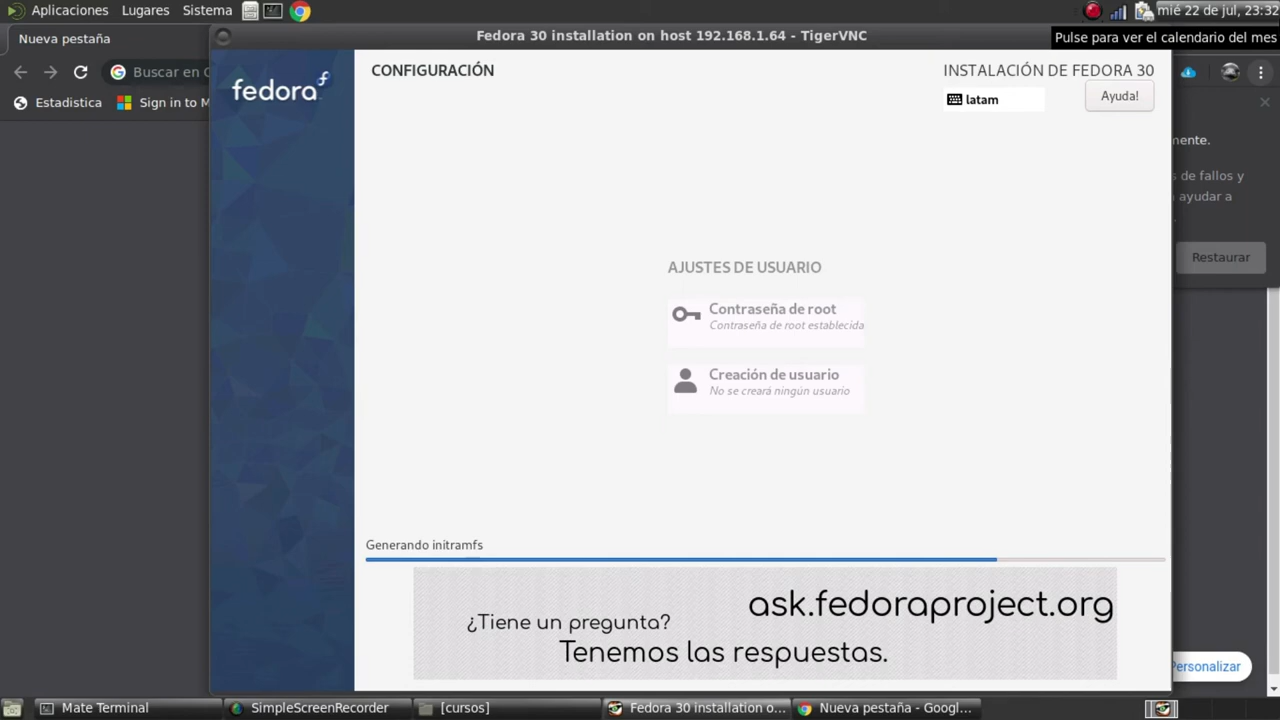 Aplicaciones Lugares Sistema mié 22 de jul, 23:32
Fedora 30 installation on host 192.168.1.64 - TigerVNC
Pulse para ver el calendario del mes
Nueva pestaña
Buscar en G
Estadistica Sign in to M
fedora
CONFIGURACIÓN
INSTALACIÓN DE FEDORA 30
latam
Ayuda!
mente.
s de fallos y
ayudar a
Restaurar
AJUSTES DE USUARIO
Contraseña de root
Contraseña de root establecida
Creación de usuario
No se creará ningún usuario
Generando initramfs
ask.fedoraproject.org
¿Tiene un pregunta?
Tenemos las respuestas.
Personalizar
Mate Terminal SimpleScreenRecorder [cursos] Fedora 30 installation o... Nueva pestaña - Googl...